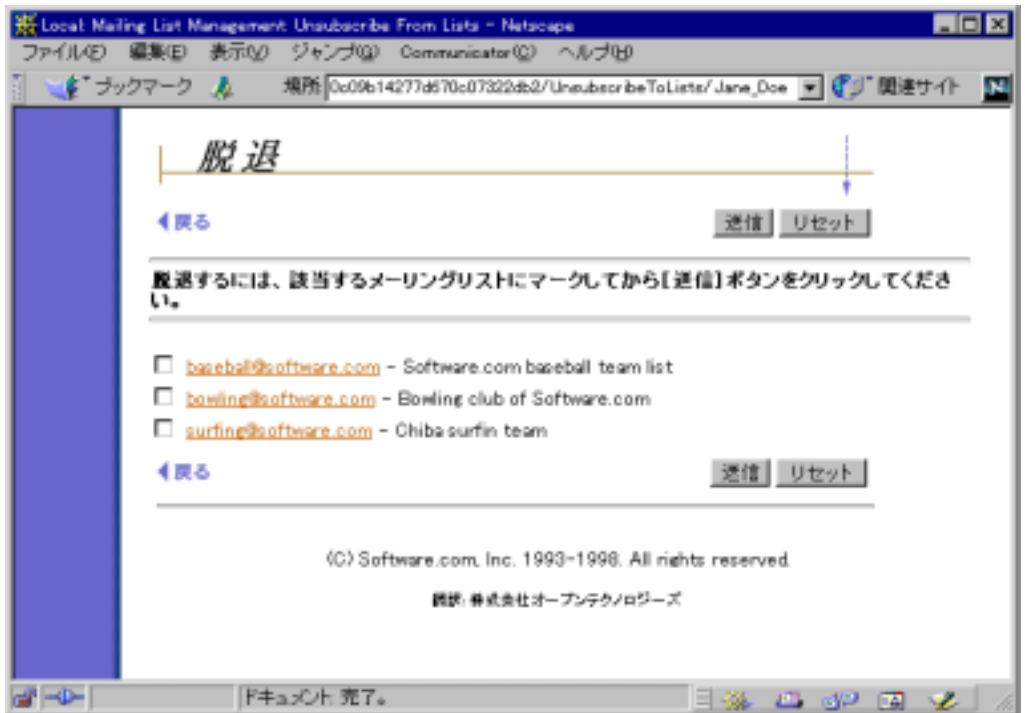 Local Mailing List Management: Unsubscribe From Lists - Netscape
ファイル(F) 編集(E) 表示(V) ジャンプ(G) Communicator(C) ヘルプ(H)
ブックマーク 場所 0c09b14277d670c07322db2/UnsubscribeToLists/Jane_Doe 関連サイト N
脱退
戻る 送信 リセット
脱退するには、該当するメーリングリストにマークしてから[送信]ボタンをクリックしてくださ
い。
baseball@software.com - Software.com baseball team list
bowling@software.com - Bowling club of Software.com
surfing@software.com - Chiba surfin team
戻る 送信 リセット
(C) Software.com, Inc. 1993-1998. All rights reserved.
翻訳: 株式会社オープンテクノロジーズ
ドキュメント: 完了。